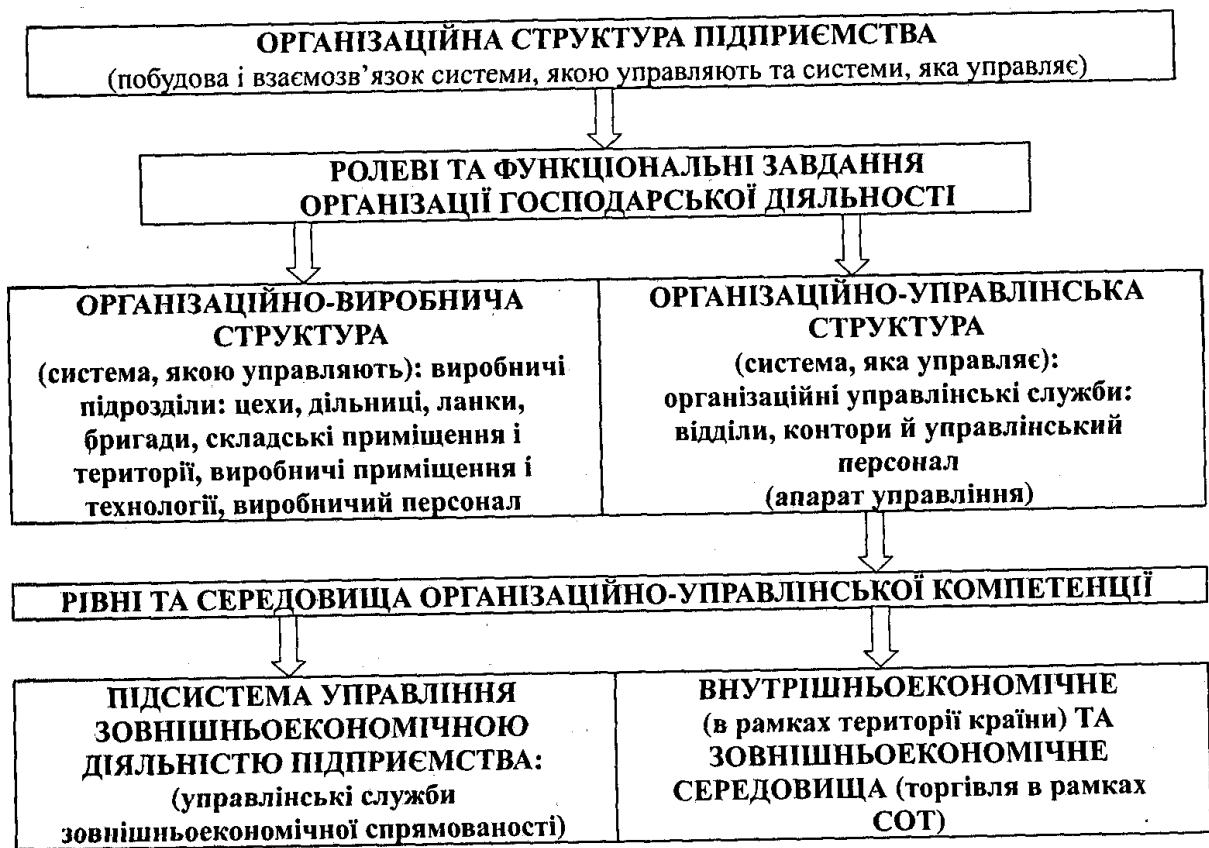 ОРГАНІЗАЦІЙНА СТРУКТУРА ПІДПРИЄМСТВА
(побудова і взаємозв'язок системи, якою управляють та системи, яка управляє)
РОЛЕВІ ТА ФУНКЦІОНАЛЬНІ ЗАВДАННЯ
ОРГАНІЗАЦІЇ ГОСПОДАРСЬКОЇ ДІЯЛЬНОСТІ
ОРГАНІЗАЦІЙНО-ВИРОБНИЧА
СТРУКТУРА
(система, якою управляють): виробничі
підрозділи: цехи, дільниці, ланки,
бригади, складські приміщення і
території, виробничі приміщення і
технології, виробничий персонал
ОРГАНІЗАЦІЙНО-УПРАВЛІНСЬКА
СТРУКТУРА
(система, яка управляє):
організаційні управлінські служби:
відділи, контори й управлінський
персонал
(апарат управління)
РІВНІ ТА СЕРЕДОВИЩА ОРГАНІЗАЦІЙНО-УПРАВЛІНСЬКОЇ КОМПЕТЕНЦІЇ
ПІДСИСТЕМА УПРАВЛІННЯ
ЗОВНІШНЬОЕКОНОМІЧНОЮ
ДІЯЛЬНІСТЮ ПІДПРИЄМСТВА:
(управлінські служби
зовнішньоекономічної спрямованості)
ВНУТРІШНЬОЕКОНОМІЧНЕ
(в рамках території країни) ТА
ЗОВНІШНЬОЕКОНОМІЧНЕ
СЕРЕДОВИЩА (торгівля в рамках
СОТ)